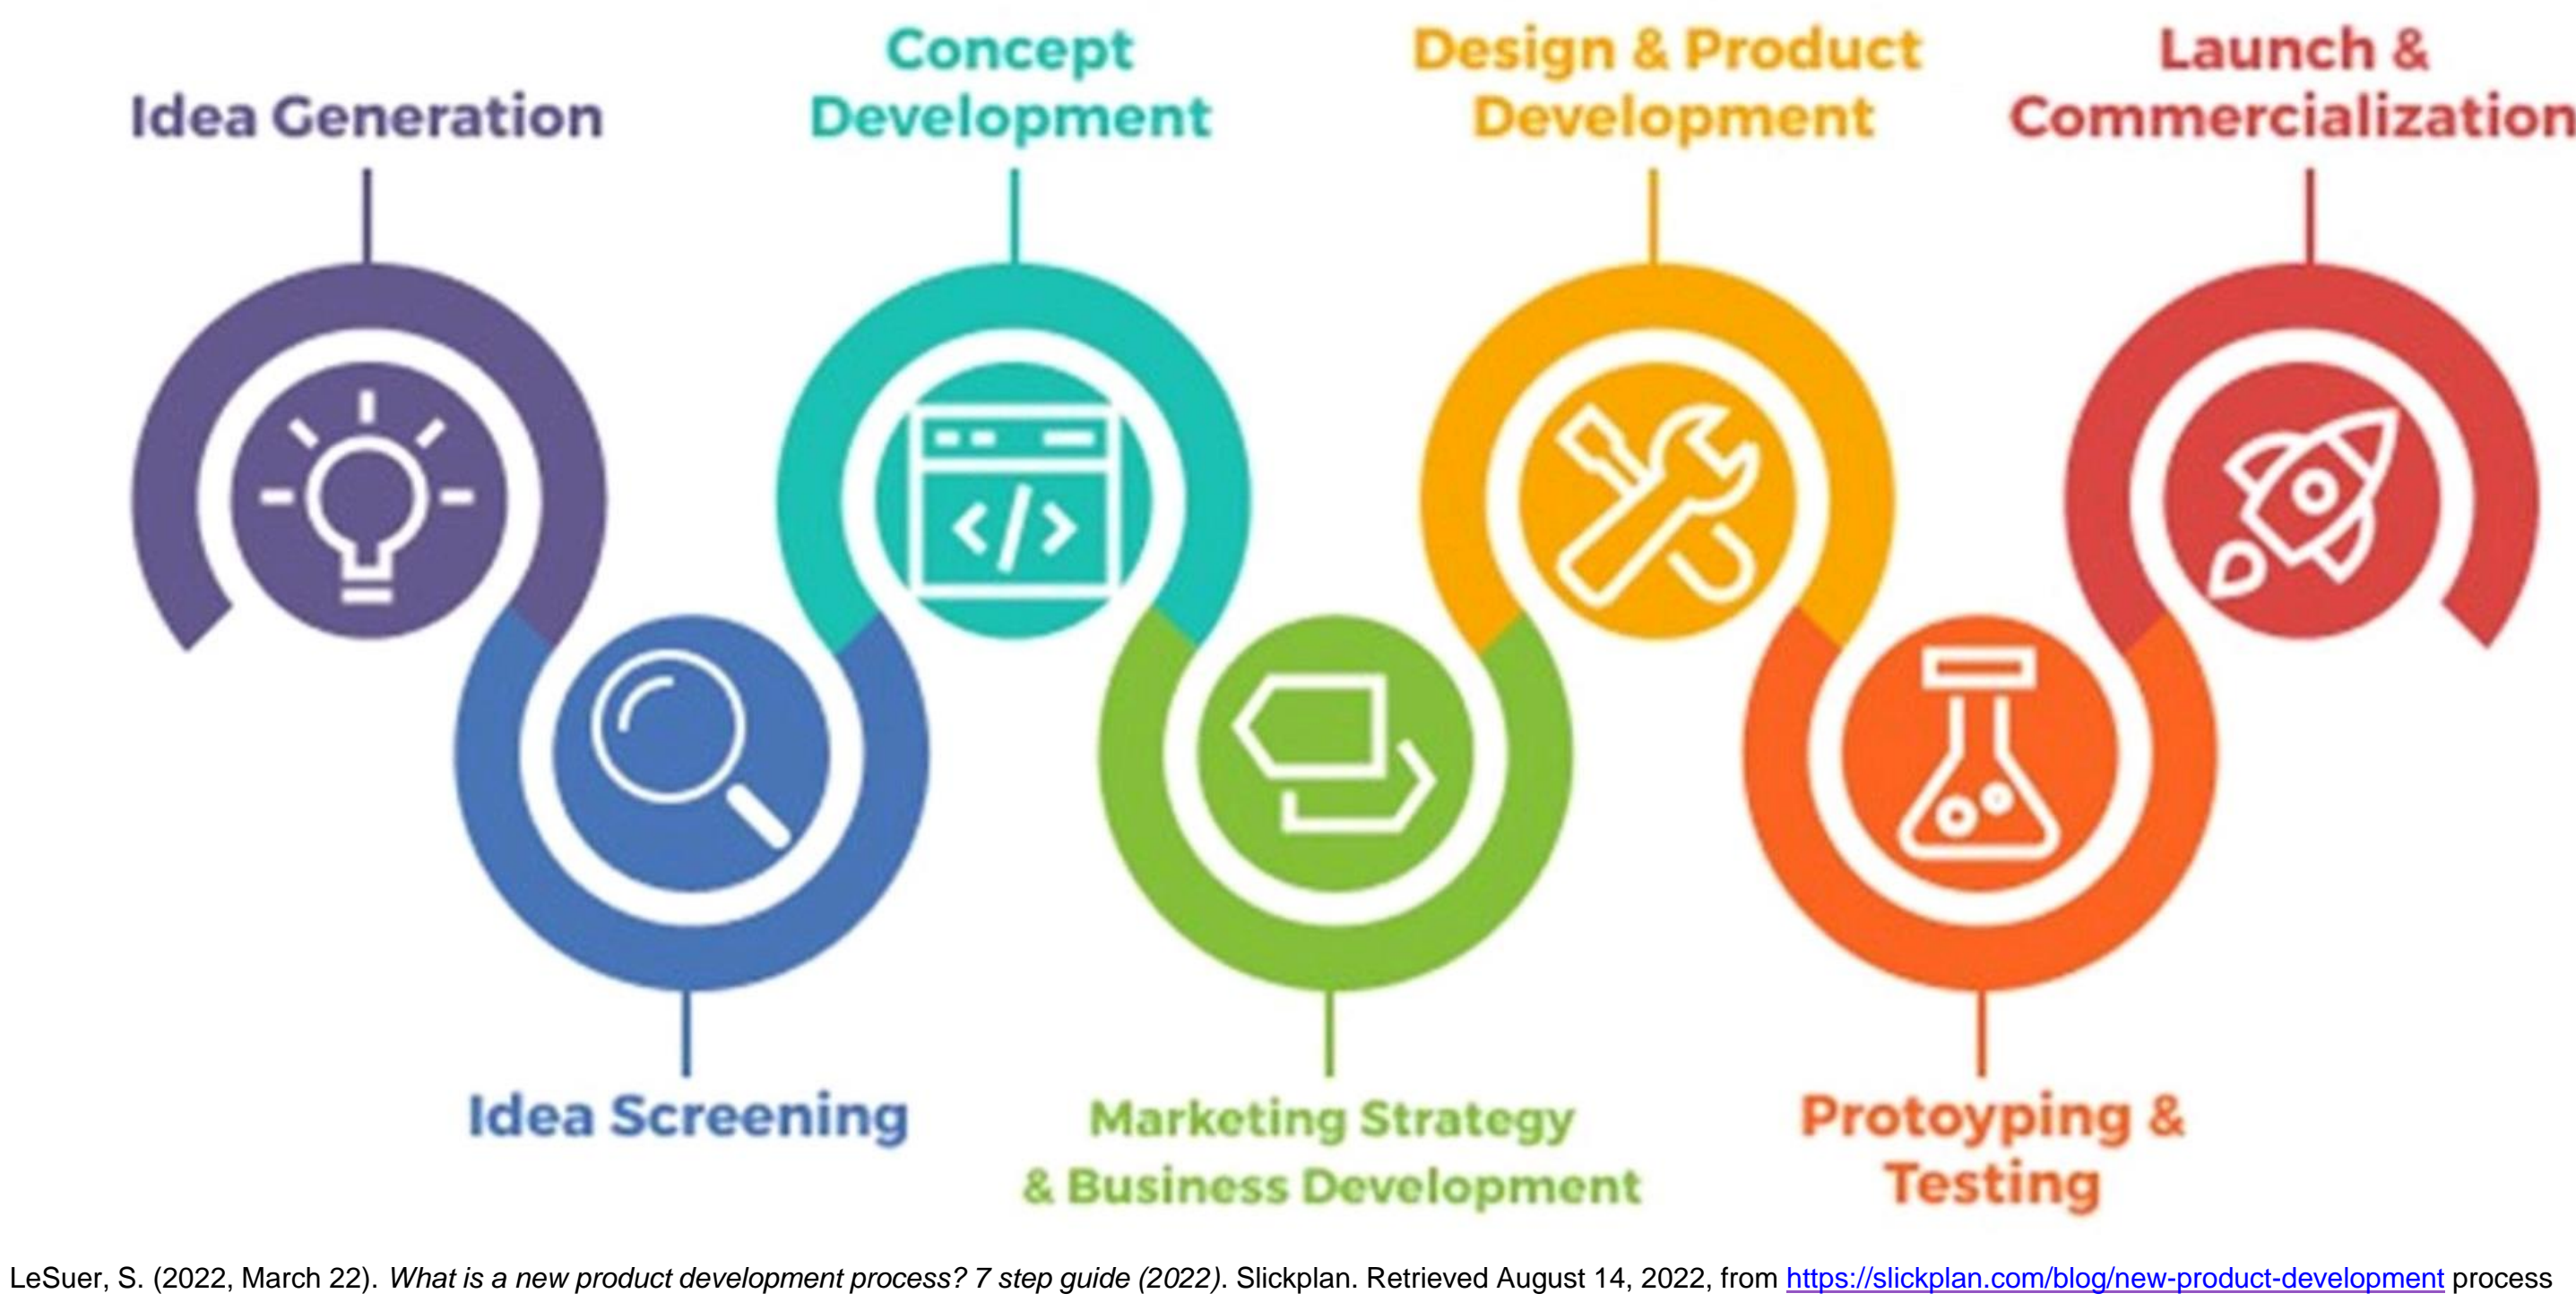 Idea Generation
Concept
Development
Design & Product
Development
Launch &
Commercialization
</>
Idea Screening
Marketing Strategy
& Business Development
Protoyping &
Testing
LeSuer, S. (2022, March 22). What is a new product development process? 7 step guide (2022). Slickplan. Retrieved August 14, 2022, from https://slickplan.com/blog/new-product-development process